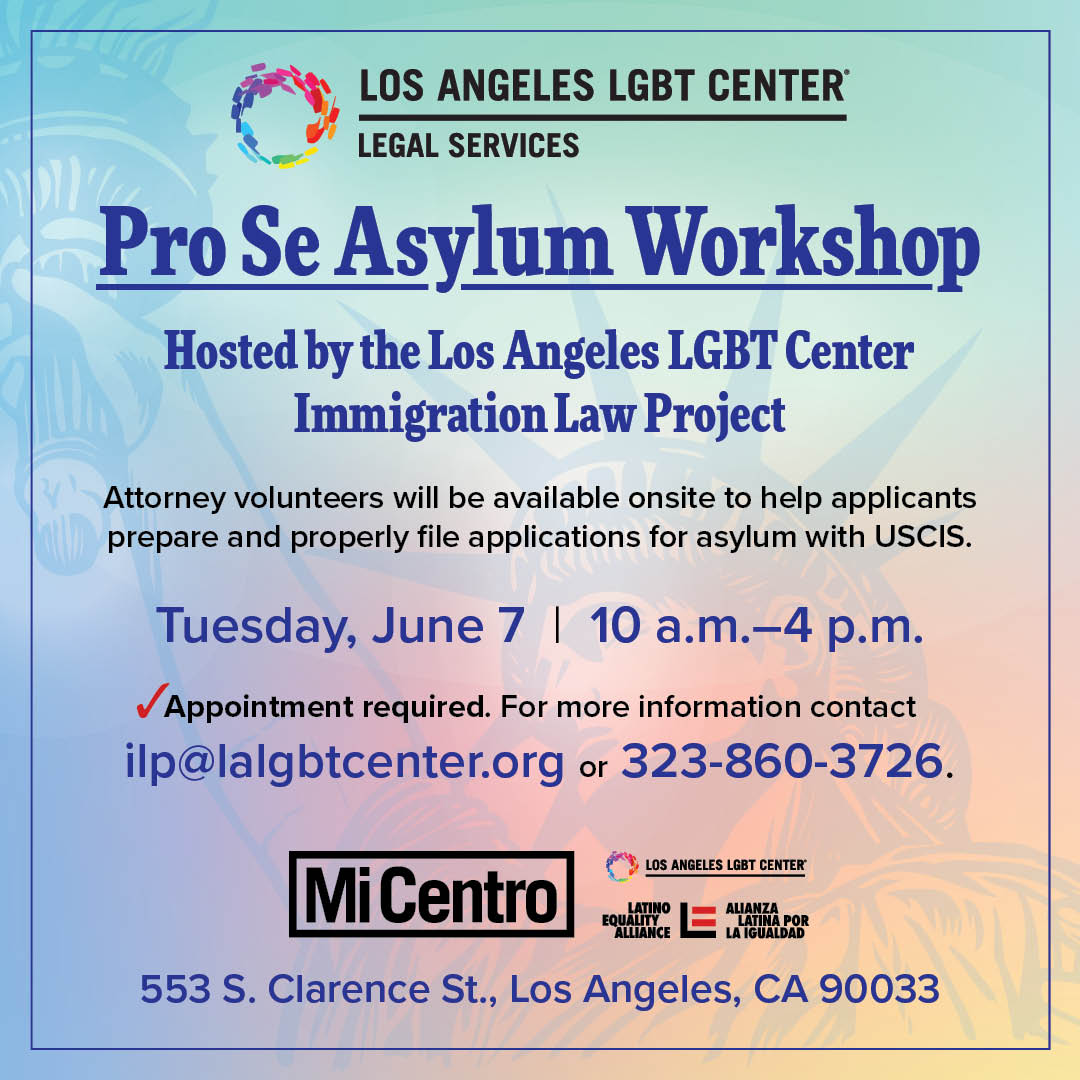 LOS ANGELES LGBT CENTER®
LEGAL SERVICES
Pro Se Asylum Workshop
Hosted by the Los Angeles LGBT Center
Immigration Law Project
Attorney volunteers will be available onsite to help applicants
prepare and properly file applications for asylum with USCIS.
Tuesday, June 7 | 10 a.m.–4 p.m.
✓Appointment required. For more information contact
ilp@lalgbtcenter.org or 323-860-3726.
Mi Centro
LOS ANGELES LGBT CENTER®
LATINO
EQUALITY
ALLIANCE
LE
ALIANZA
LATINA POR
LA IGUALDAD
553 S. Clarence St., Los Angeles, CA 90033